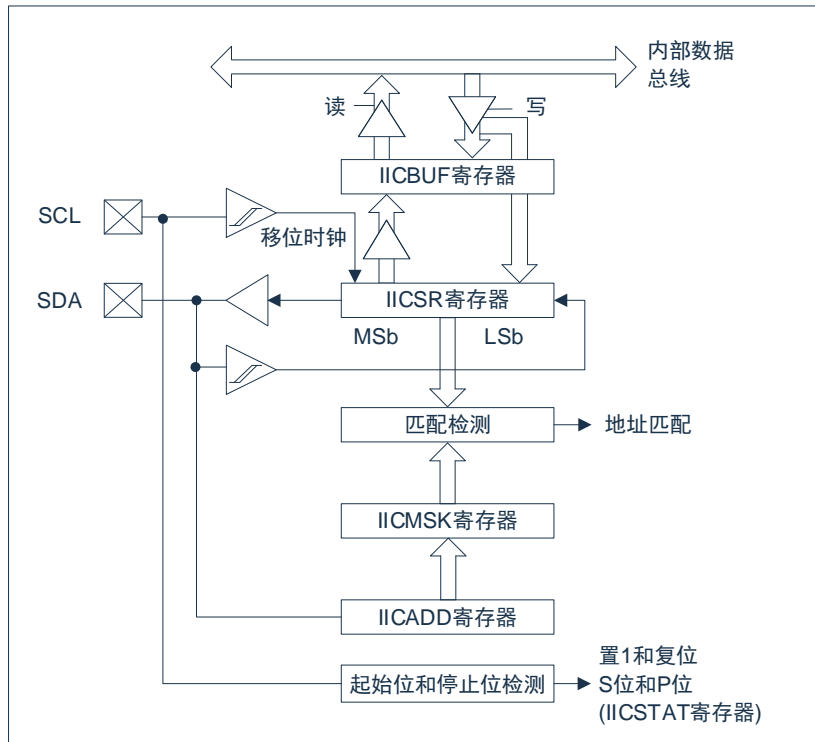 内部数据
总线
读
写
IICBUF寄存器
SCL
移位时钟
SDA
IICSR寄存器
MSb
LSb
匹配检测
地址匹配
IICMSK寄存器
IICADD寄存器
起始位和停止位检测
置1和复位
S位和P位
(IICSTAT寄存器)